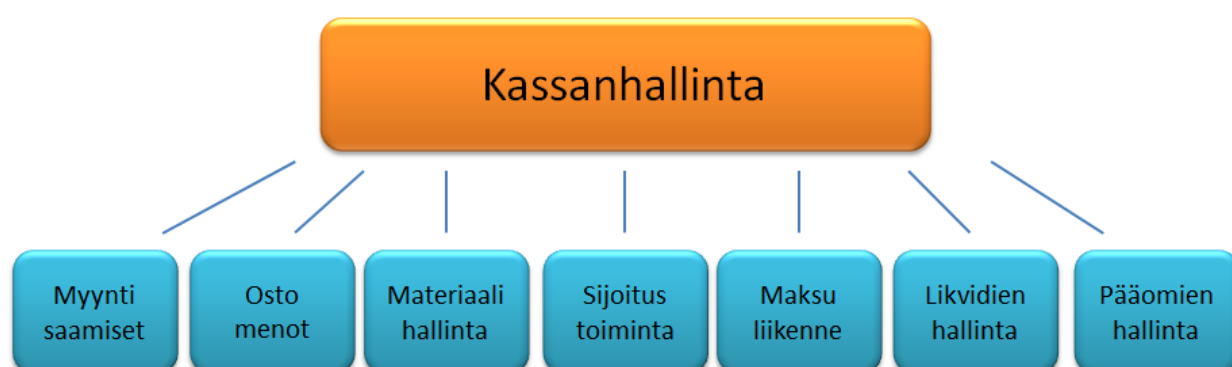 Kassanhallinta
Myynti
saamiset
Osto
menot
Materiaali
hallinta
Sijoitus
toiminta
Maksu
liikenne
Likvidien
hallinta
Pääomien
hallinta